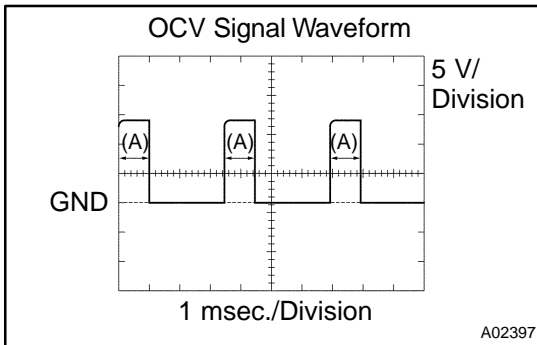 OCV Signal Waveform
5 V/
Division
(A) (A) (A)
GND
1 msec./Division
A02397